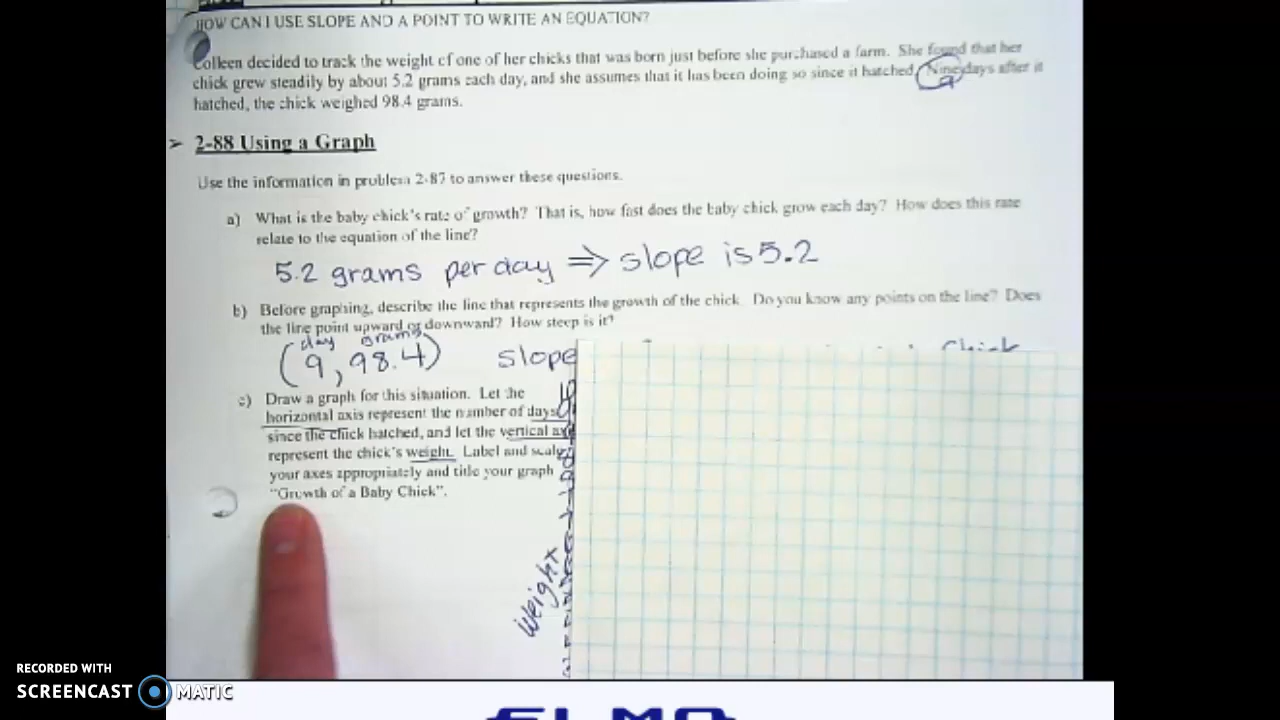 HOW CAN I USE SLOPE AND A POINT TO WRITE AN EQUATION?
Colleen decided to track the weight of one of her chicks that was born just before she purchased a farm. She found that her
chick grew steadily by about 5.2 grams each day, and she assumes that it has been doing so since it hatched. Nine days after it
hatched, the chick weighed 98.4 grams.
➢ 2-88 Using a Graph
Use the information in problem 2-87 to answer these questions.
a) What is the baby chick's rate of growth? That is, how fast does the baby chick grow each day? How does this rate
relate to the equation of the line?
5.2 grams per day ⇒ slope is 5.2
b) Before graphing, describe the line that represents the growth of the chick. Do you know any points on the line? Does
the line point upward or downward? How steep is it?
day grams
(9, 98.4) slope
Chick
c) Draw a graph for this situation. Let the
horizontal axis represent the number of days
since the chick hatched, and let the vertical ax
represent the chick's weight. Label and scale
your axes appropriately and title your graph
"Growth of a Baby Chick".
Weight
RECORDED WITH
SCREENCAST MATIC
ELMO